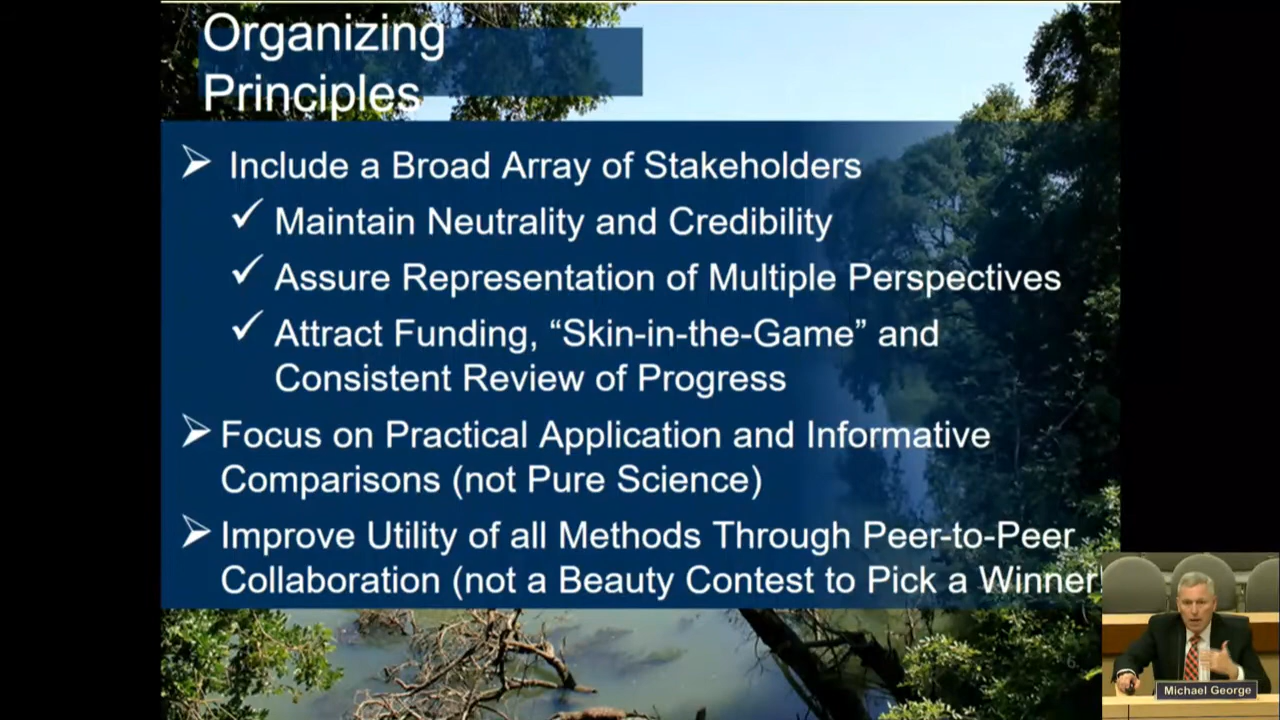 Organizing
Principles
Include a Broad Array of Stakeholders
Maintain Neutrality and Credibility
Assure Representation of Multiple Perspectives
Attract Funding, “Skin-in-the-Game” and
Consistent Review of Progress
Focus on Practical Application and Informative
Comparisons (not Pure Science)
Improve Utility of all Methods Through Peer-to-Peer
Collaboration (not a Beauty Contest to Pick a Winner
6
Michael George